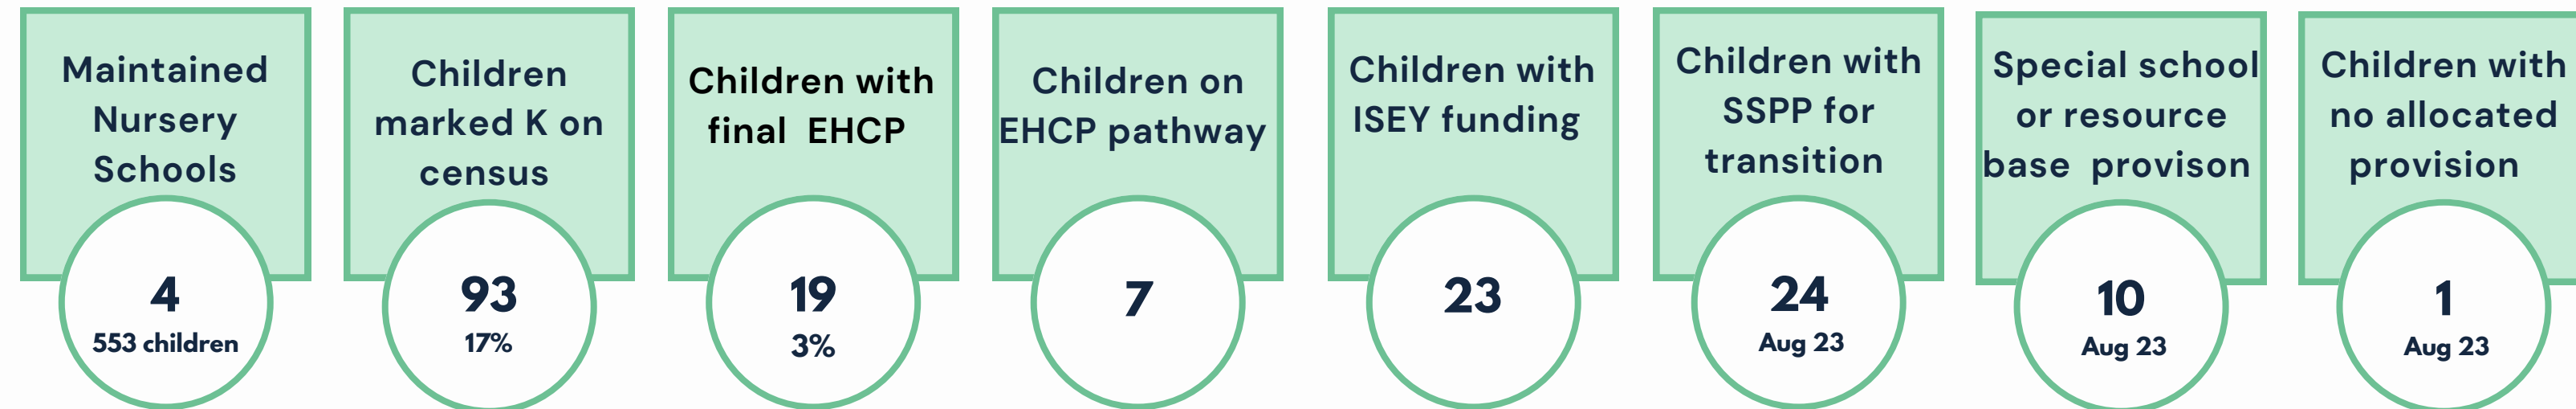 Maintained
Nursery
Schools
4
553 children
Children
marked K on
census
93
17%
Children with
final EHCP
19
3%
Children on
EHCP pathway
7
Children with
ISEY funding
23
Children with
SSPP for
transition
24
Aug 23
Special school
or resource
base provison
10
Aug 23
Children with
no allocated
provision
1
Aug 23